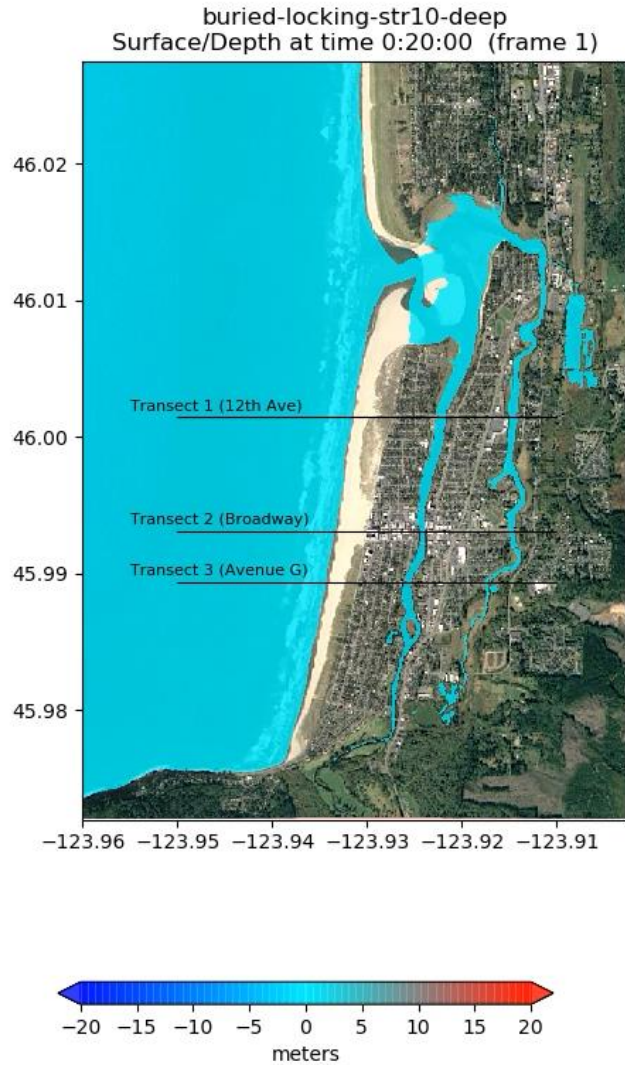 buried-locking-str10-deep
Surface/Depth at time 0:20:00 (frame 1)
46.02
46.01
Transect 1 (12th Ave)
46.00
Transect 2 (Broadway)
45.99
Transect 3 (Avenue G)
45.98
−123.96 −123.95 −123.94 −123.93 −123.92 −123.91
−20 −15 −10 −5 0 5 10 15 20
meters